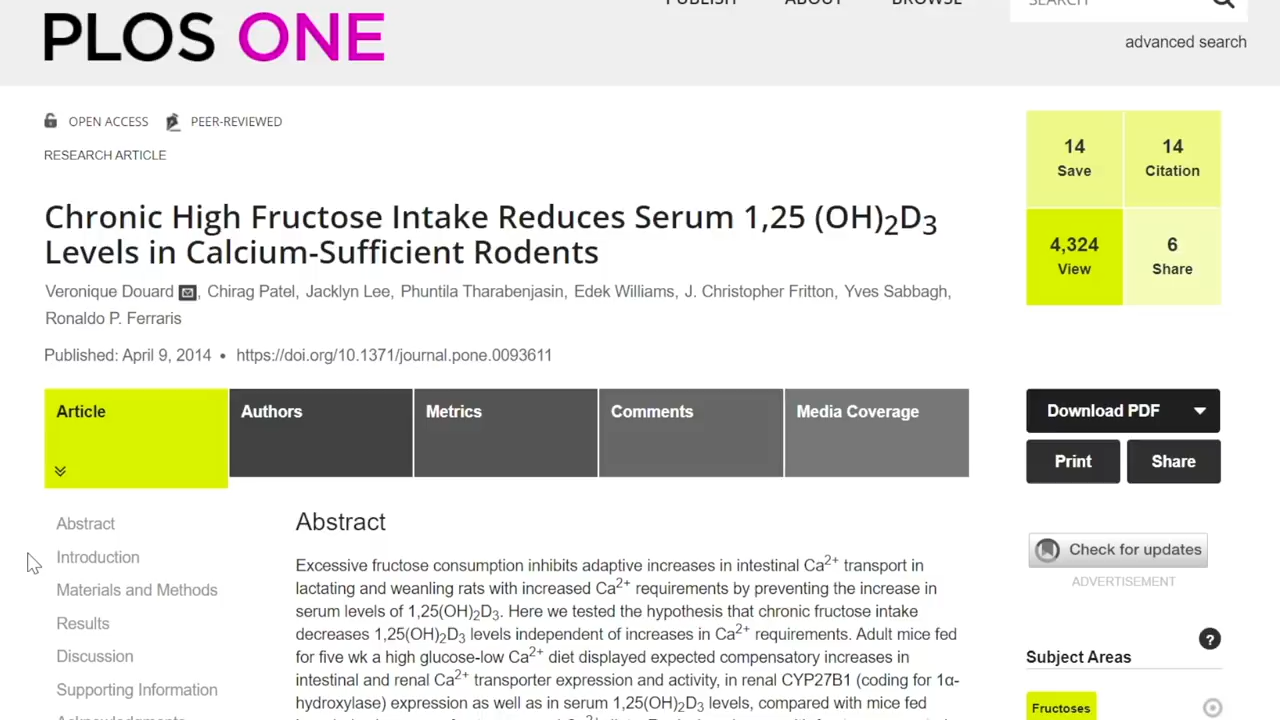 PUBLISH ABOUT BROWSE SEARCH
PLOS ONE
advanced search
OPEN ACCESS PEER-REVIEWED
RESEARCH ARTICLE
Chronic High Fructose Intake Reduces Serum 1,25 (OH)₂D₃
Levels in Calcium-Sufficient Rodents
Veronique Douard, Chirag Patel, Jacklyn Lee, Phuntila Tharabenjasin, Edek Williams, J. Christopher Fritton, Yves Sabbagh,
Ronaldo P. Ferraris
Published: April 9, 2014 • https://doi.org/10.1371/journal.pone.0093611
14 14
Save Citation
4,324 6
View Share
Article Authors Metrics Comments Media Coverage
Download PDF
Print Share
Abstract
Introduction
Materials and Methods
Results
Discussion
Supporting Information
Abstract
Excessive fructose consumption inhibits adaptive increases in intestinal Ca²⁺ transport in
lactating and weanling rats with increased Ca²⁺ requirements by preventing the increase in
serum levels of 1,25(OH)₂D₃. Here we tested the hypothesis that chronic fructose intake
decreases 1,25(OH)₂D₃ levels independent of increases in Ca²⁺ requirements. Adult mice fed
for five wk a high glucose-low Ca²⁺ diet displayed expected compensatory increases in
intestinal and renal Ca²⁺ transporter expression and activity, in renal CYP27B1 (coding for 1α-
hydroxylase) expression as well as in serum 1,25(OH)₂D₃ levels, compared with mice fed
Check for updates
ADVERTISEMENT
?
Subject Areas
Fructoses